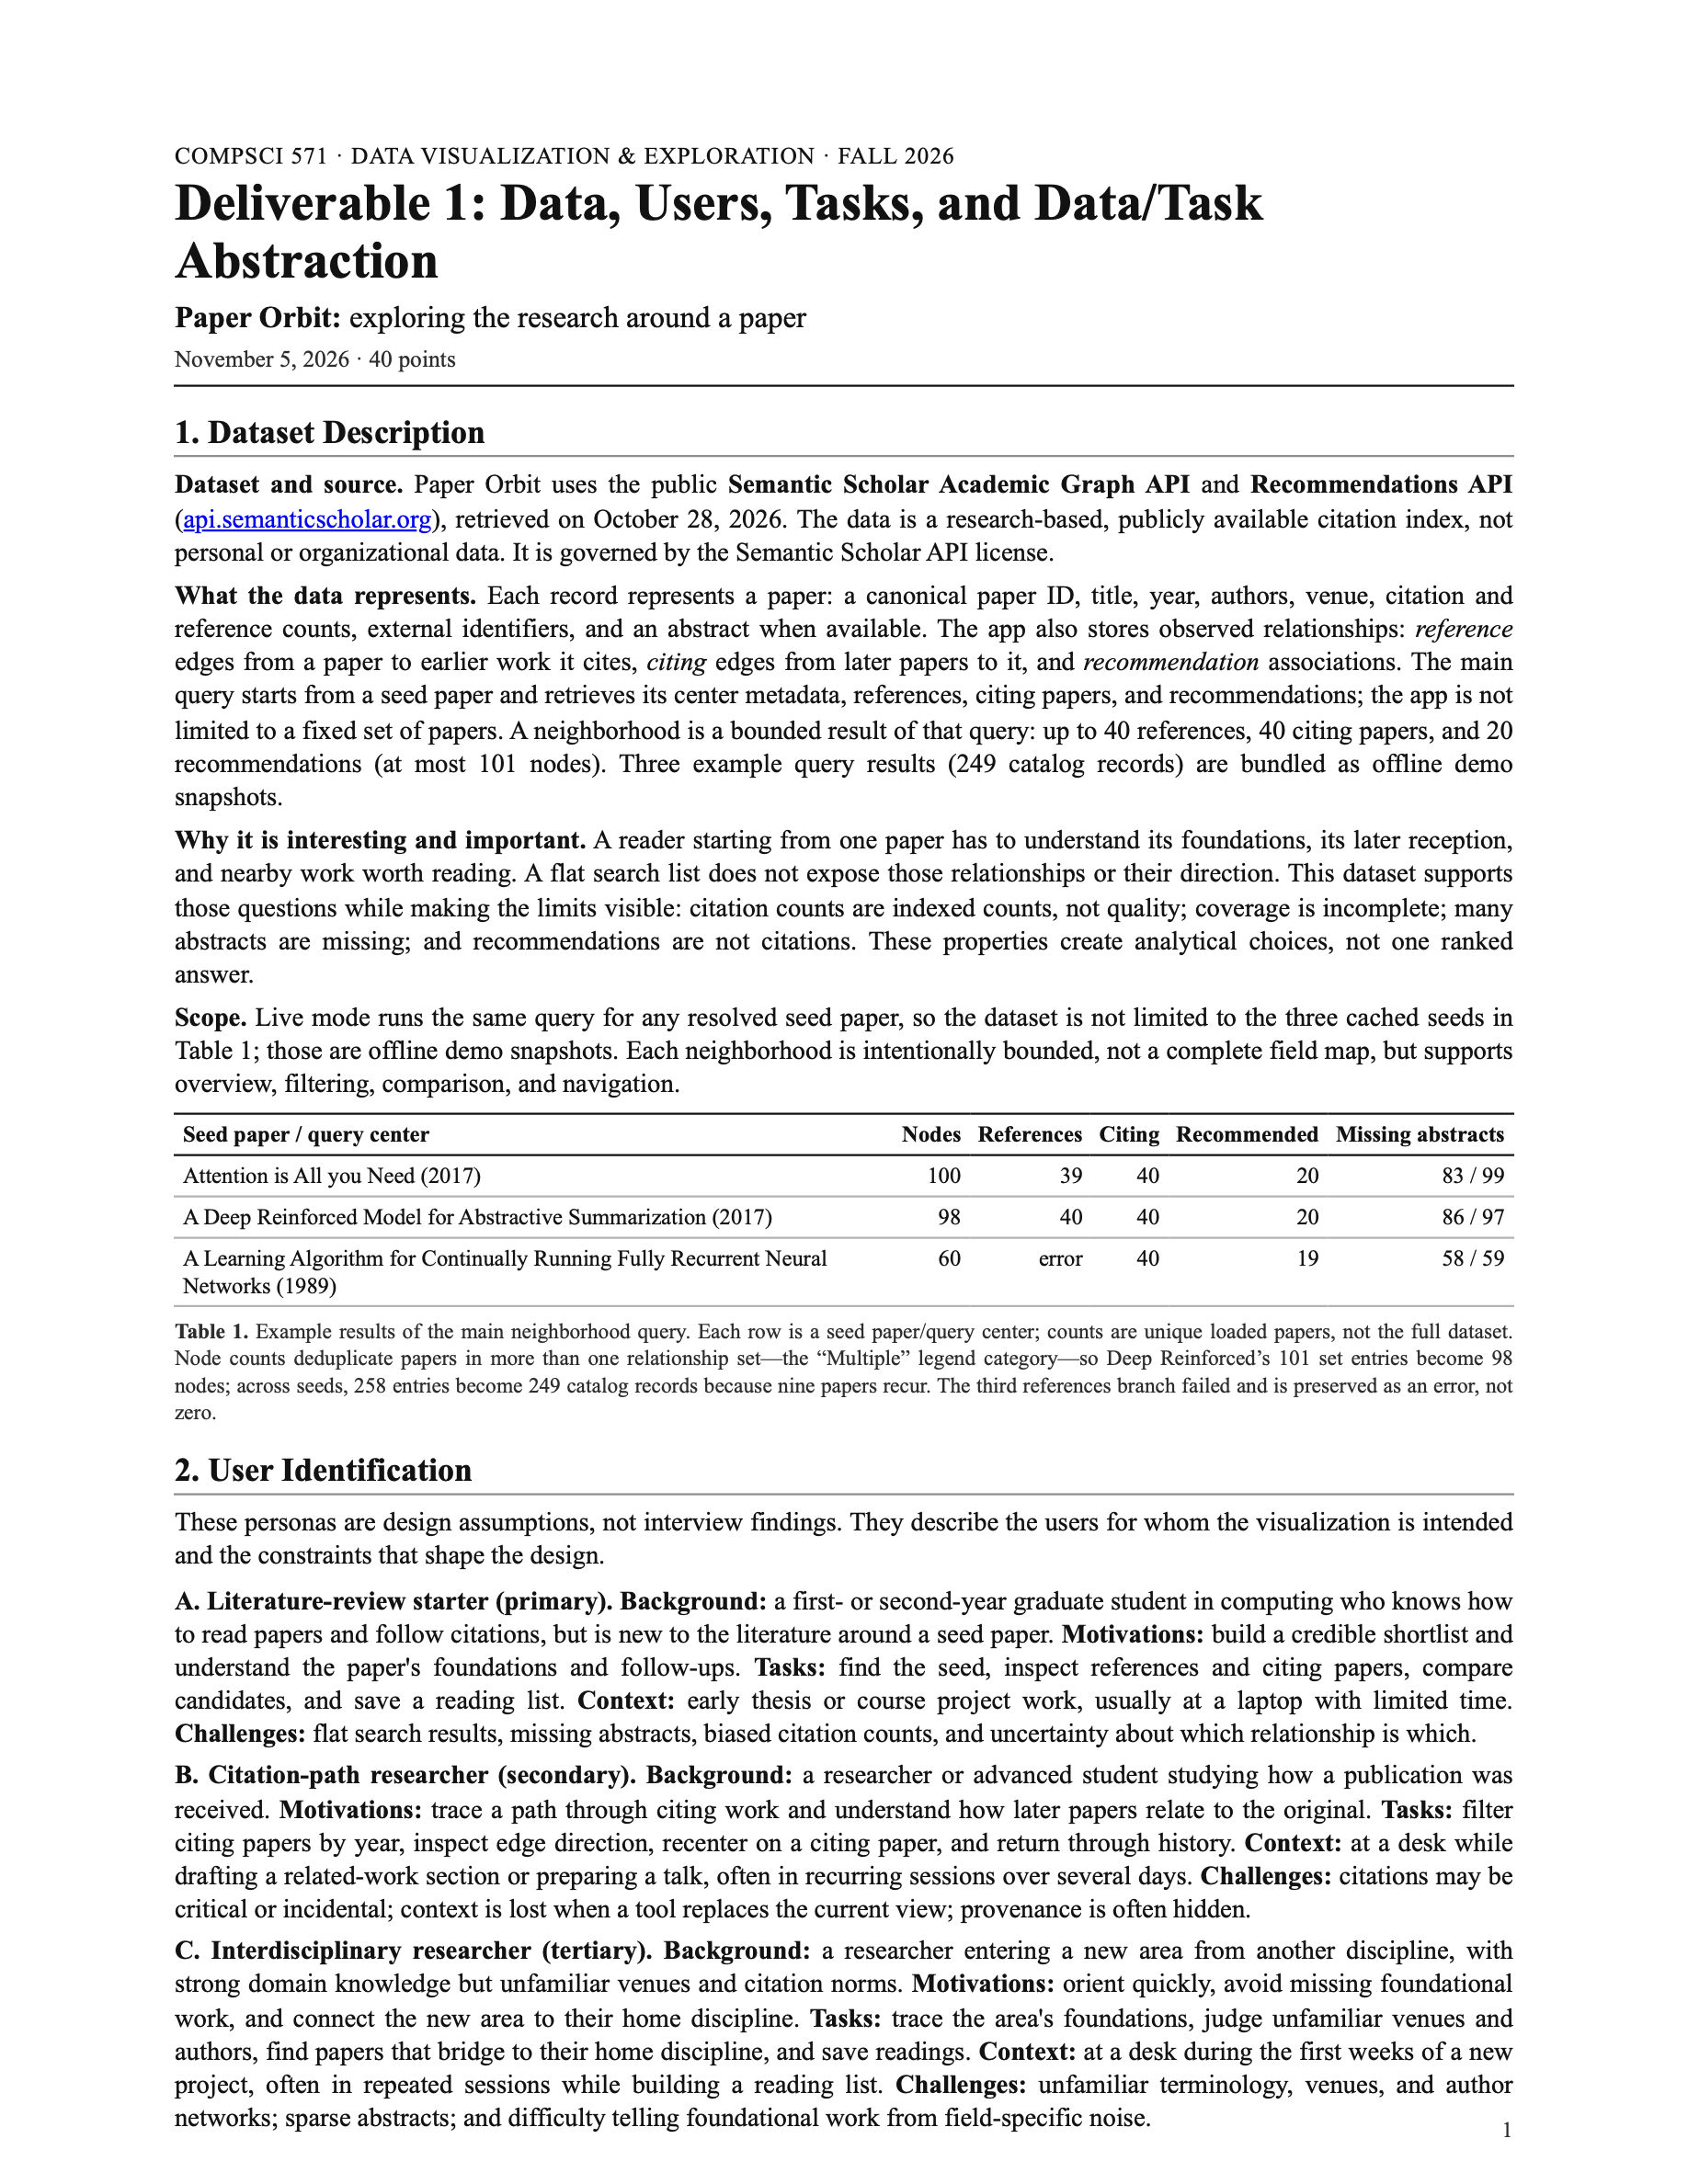 COMPSCI 571 · DATA VISUALIZATION & EXPLORATION · FALL 2026
Deliverable 1: Data, Users, Tasks, and Data/Task
Abstraction
Paper Orbit: exploring the research around a paper
November 5, 2026 · 40 points
1. Dataset Description
Dataset and source. Paper Orbit uses the public Semantic Scholar Academic Graph API and Recommendations API
(api.semanticscholar.org), retrieved on October 28, 2026. The data is a research-based, publicly available citation index, not
personal or organizational data. It is governed by the Semantic Scholar API license.
What the data represents. Each record represents a paper: a canonical paper ID, title, year, authors, venue, citation and
reference counts, external identifiers, and an abstract when available. The app also stores observed relationships: reference
edges from a paper to earlier work it cites, citing edges from later papers to it, and recommendation associations. The main
query starts from a seed paper and retrieves its center metadata, references, citing papers, and recommendations; the app is not
limited to a fixed set of papers. A neighborhood is a bounded result of that query: up to 40 references, 40 citing papers, and 20
recommendations (at most 101 nodes). Three example query results (249 catalog records) are bundled as offline demo
snapshots.
Why it is interesting and important. A reader starting from one paper has to understand its foundations, its later reception,
and nearby work worth reading. A flat search list does not expose those relationships or their direction. This dataset supports
those questions while making the limits visible: citation counts are indexed counts, not quality; coverage is incomplete; many
abstracts are missing; and recommendations are not citations. These properties create analytical choices, not one ranked
answer.
Scope. Live mode runs the same query for any resolved seed paper, so the dataset is not limited to the three cached seeds in
Table 1; those are offline demo snapshots. Each neighborhood is intentionally bounded, not a complete field map, but supports
overview, filtering, comparison, and navigation.
Seed paper / query center Nodes References Citing Recommended Missing abstracts
Attention is All you Need (2017) 100 39 40 20 83 / 99
A Deep Reinforced Model for Abstractive Summarization (2017) 98 40 40 20 86 / 97
A Learning Algorithm for Continually Running Fully Recurrent Neural 60 error 40 19 58 / 59
Networks (1989)
Table 1. Example results of the main neighborhood query. Each row is a seed paper/query center; counts are unique loaded papers, not the full dataset.
Node counts deduplicate papers in more than one relationship set—the “Multiple” legend category—so Deep Reinforced’s 101 set entries become 98
nodes; across seeds, 258 entries become 249 catalog records because nine papers recur. The third references branch failed and is preserved as an error, not
zero.
2. User Identification
These personas are design assumptions, not interview findings. They describe the users for whom the visualization is intended
and the constraints that shape the design.
A. Literature-review starter (primary). Background: a first- or second-year graduate student in computing who knows how
to read papers and follow citations, but is new to the literature around a seed paper. Motivations: build a credible shortlist and
understand the paper's foundations and follow-ups. Tasks: find the seed, inspect references and citing papers, compare
candidates, and save a reading list. Context: early thesis or course project work, usually at a laptop with limited time.
Challenges: flat search results, missing abstracts, biased citation counts, and uncertainty about which relationship is which.
B. Citation-path researcher (secondary). Background: a researcher or advanced student studying how a publication was
received. Motivations: trace a path through citing work and understand how later papers relate to the original. Tasks: filter
citing papers by year, inspect edge direction, recenter on a citing paper, and return through history. Context: at a desk while
drafting a related-work section or preparing a talk, often in recurring sessions over several days. Challenges: citations may be
critical or incidental; context is lost when a tool replaces the current view; provenance is often hidden.
C. Interdisciplinary researcher (tertiary). Background: a researcher entering a new area from another discipline, with
strong domain knowledge but unfamiliar venues and citation norms. Motivations: orient quickly, avoid missing foundational
work, and connect the new area to their home discipline. Tasks: trace the area's foundations, judge unfamiliar venues and
authors, find papers that bridge to their home discipline, and save readings. Context: at a desk during the first weeks of a new
project, often in repeated sessions while building a reading list. Challenges: unfamiliar terminology, venues, and author
networks; sparse abstracts; and difficulty telling foundational work from field-specific noise.
1